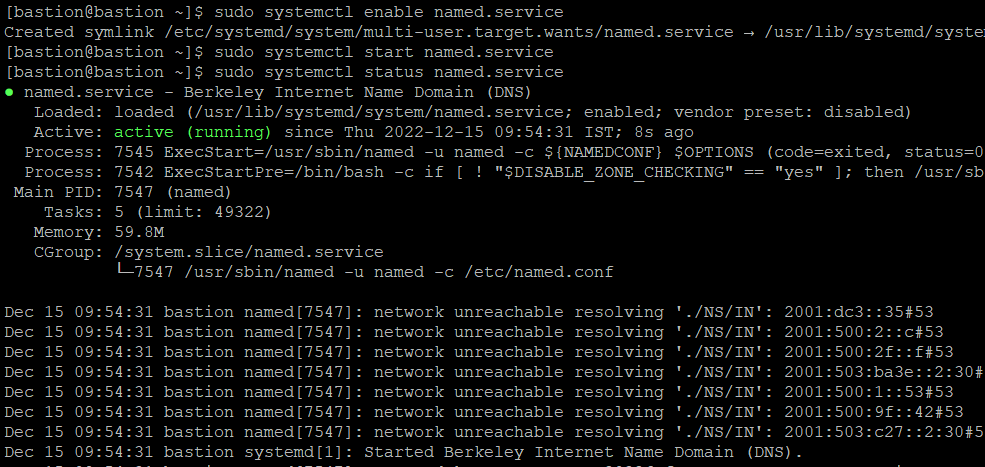 [bastion@bastion ~]$ sudo systemctl enable named.service
Created symlink /etc/systemd/system/multi-user.target.wants/named.service → /usr/lib/systemd/syste
[bastion@bastion ~]$ sudo systemctl start named.service
[bastion@bastion ~]$ sudo systemctl status named.service
● named.service - Berkeley Internet Name Domain (DNS)
Loaded: loaded (/usr/lib/systemd/system/named.service; enabled; vendor preset: disabled)
Active: active (running) since Thu 2022-12-15 09:54:31 IST; 8s ago
Process: 7545 ExecStart=/usr/sbin/named -u named -c ${NAMEDCONF} $OPTIONS (code=exited, status=0
Process: 7542 ExecStartPre=/bin/bash -c if [ ! "$DISABLE_ZONE_CHECKING" == "yes" ]; then /usr/sb
Main PID: 7547 (named)
Tasks: 5 (limit: 49322)
Memory: 59.8M
CGroup: /system.slice/named.service
└─7547 /usr/sbin/named -u named -c /etc/named.conf
Dec 15 09:54:31 bastion named[7547]: network unreachable resolving './NS/IN': 2001:dc3::35#53
Dec 15 09:54:31 bastion named[7547]: network unreachable resolving './NS/IN': 2001:500:2::c#53
Dec 15 09:54:31 bastion named[7547]: network unreachable resolving './NS/IN': 2001:500:2f::f#53
Dec 15 09:54:31 bastion named[7547]: network unreachable resolving './NS/IN': 2001:503:ba3e::2:30#
Dec 15 09:54:31 bastion named[7547]: network unreachable resolving './NS/IN': 2001:500:1::53#53
Dec 15 09:54:31 bastion named[7547]: network unreachable resolving './NS/IN': 2001:500:9f::42#53
Dec 15 09:54:31 bastion named[7547]: network unreachable resolving './NS/IN': 2001:503:c27::2:30#5
Dec 15 09:54:31 bastion systemd[1]: Started Berkeley Internet Name Domain (DNS).